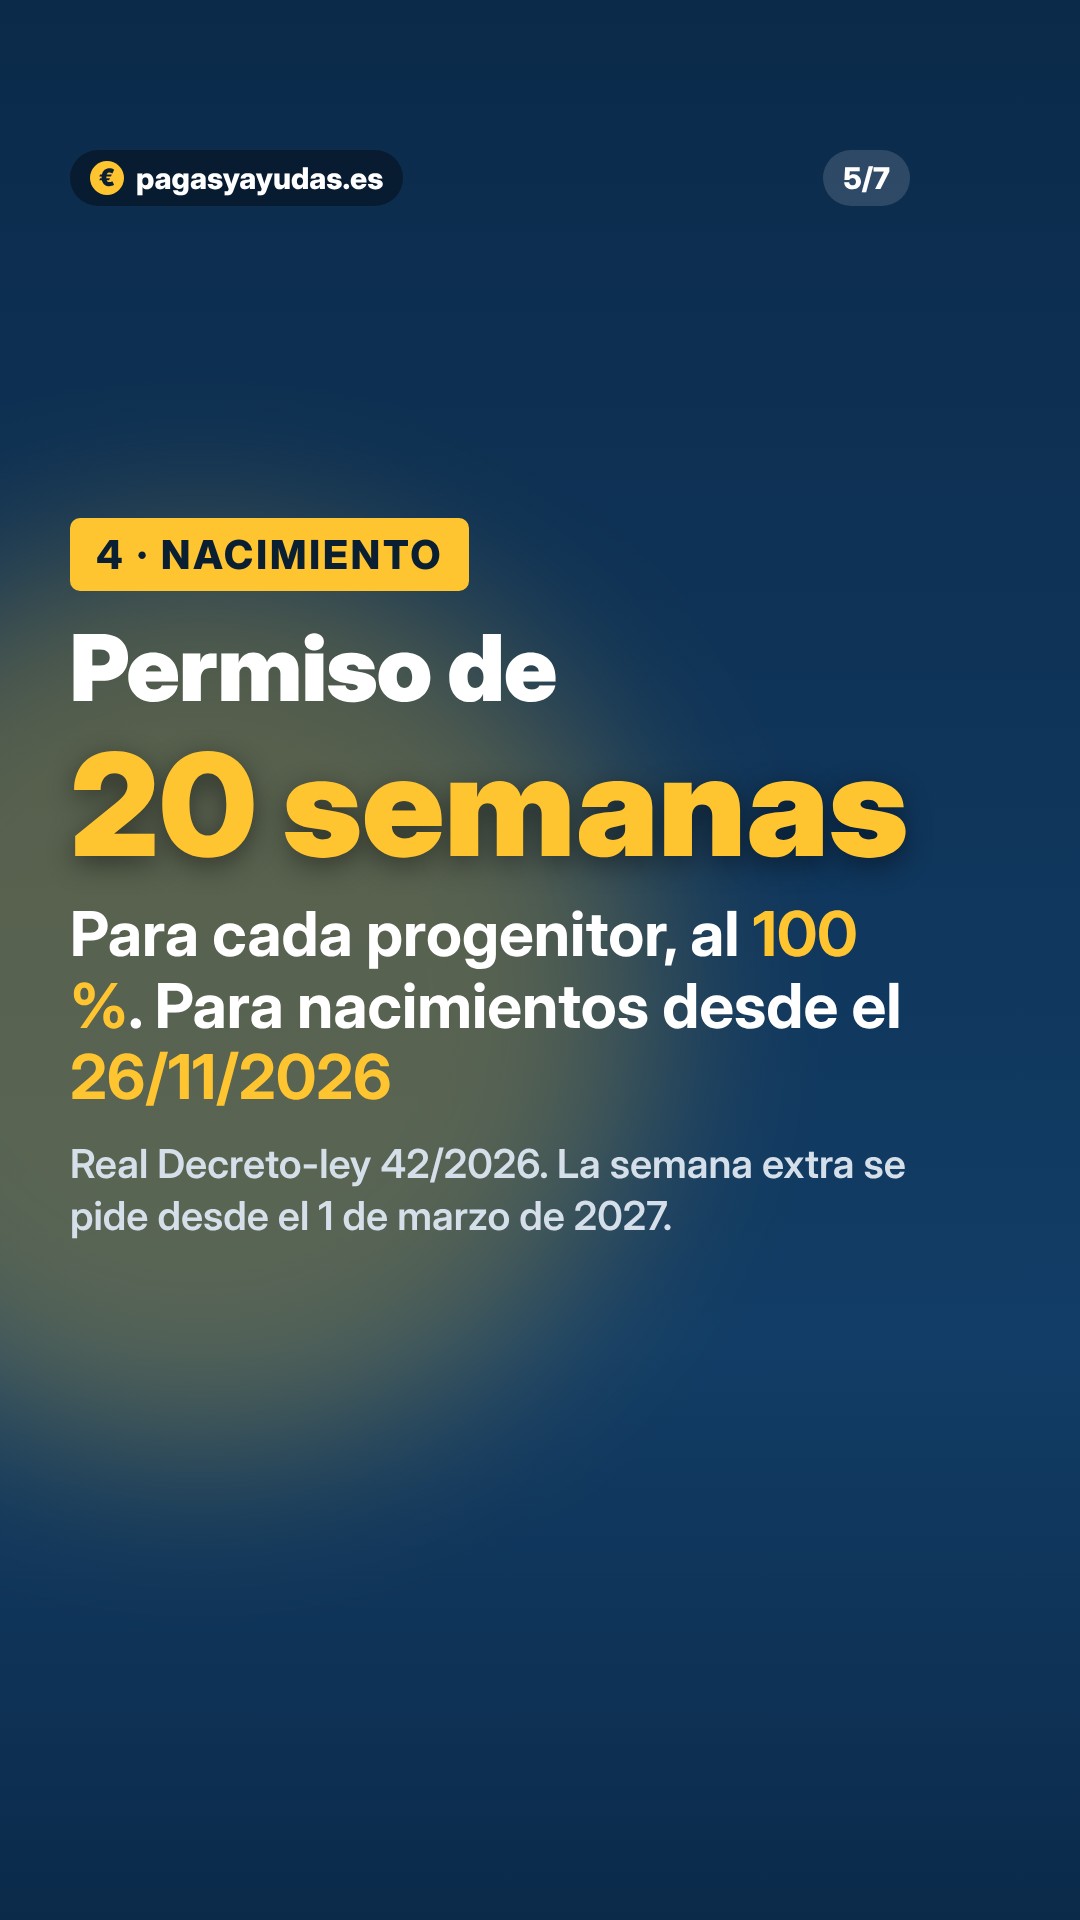 € pagasyayudas.es
5/7
4 · NACIMIENTO
Permiso de
20 semanas
Para cada progenitor, al 100
%. Para nacimientos desde el
26/11/2026
Real Decreto-ley 42/2026. La semana extra se
pide desde el 1 de marzo de 2027.